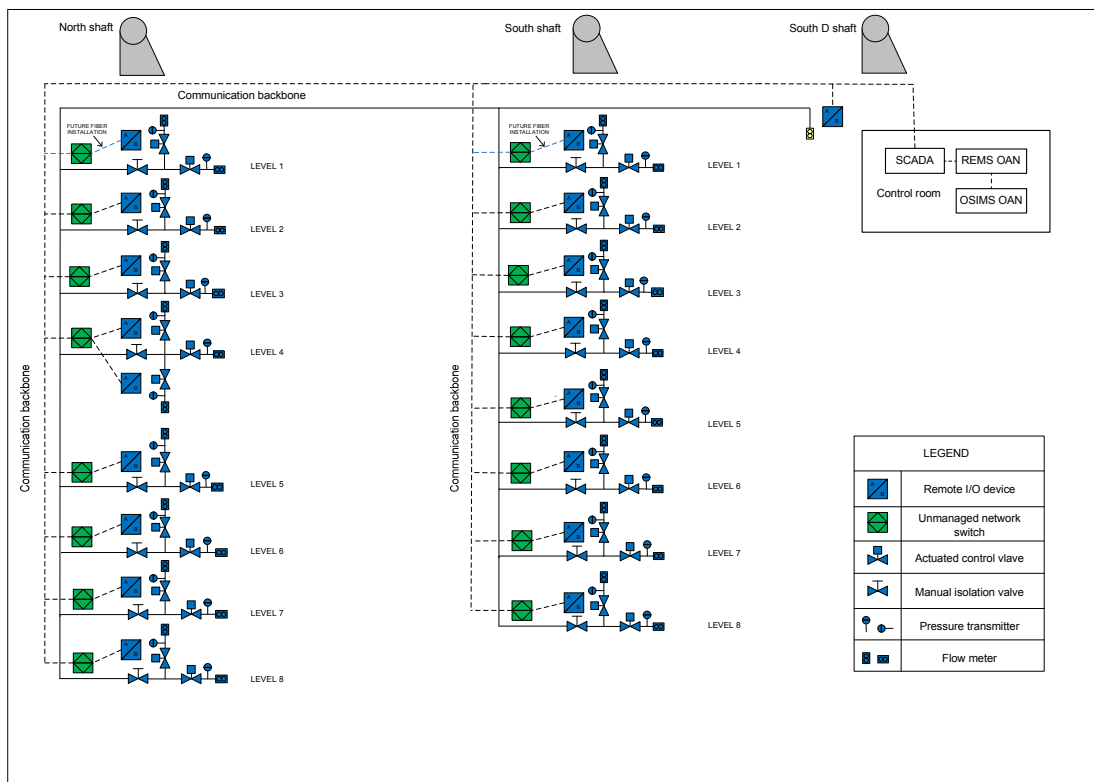 North shaft
South shaft
South D shaft
Communication backbone
FUTURE FIBER
INSTALLATION
A
B
LEVEL 1
A
B
LEVEL 2
A
B
LEVEL 3
A
B
LEVEL 4
A
B
A
B
LEVEL 5
A
B
LEVEL 6
A
B
LEVEL 7
A
B
LEVEL 8
Communication backbone
FUTURE FIBER
INSTALLATION
A
B
LEVEL 1
A
B
LEVEL 2
A
B
LEVEL 3
A
B
LEVEL 4
A
B
LEVEL 5
A
B
LEVEL 6
A
B
LEVEL 7
A
B
LEVEL 8
Communication backbone
A
B
SCADA
REMS OAN
Control room
OSIMS OAN
LEGEND
A
B
Remote I/O device
Unmanaged network
switch
Actuated control vlave
Manual isolation valve
Pressure transmitter
Flow meter